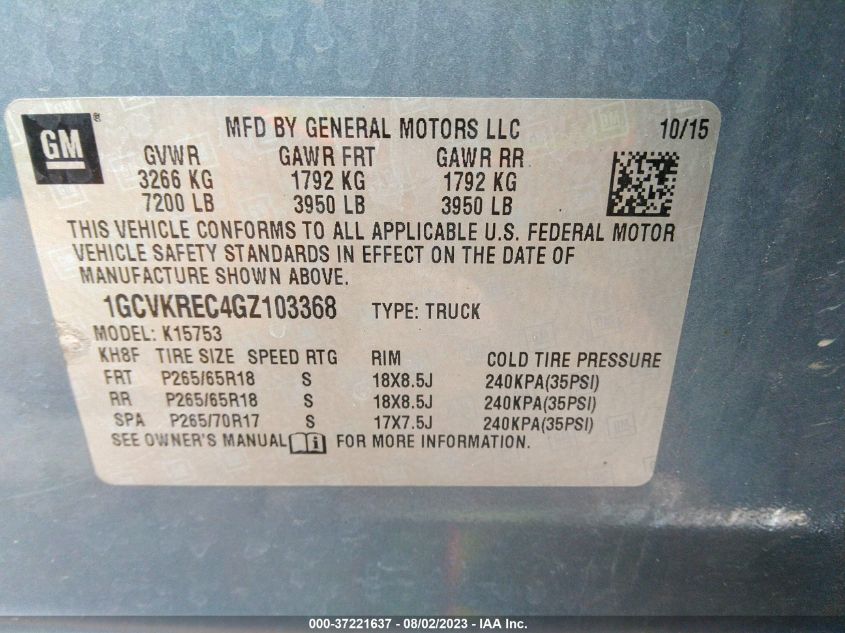 GM ® MFD BY GENERAL MOTORS LLC 10/15
GVWR GAWR FRT GAWR RR
3266 KG 1792 KG 1792 KG
7200 LB 3950 LB 3950 LB
THIS VEHICLE CONFORMS TO ALL APPLICABLE U.S. FEDERAL MOTOR
VEHICLE SAFETY STANDARDS IN EFFECT ON THE DATE OF
MANUFACTURE SHOWN ABOVE.
1GCVKREC4GZ103368 TYPE: TRUCK
MODEL: K15753
KH8F TIRE SIZE SPEED RTG RIM COLD TIRE PRESSURE
FRT P265/65R18 S 18X8.5J 240KPA(35PSI)
RR P265/65R18 S 18X8.5J 240KPA(35PSI)
SPA P265/70R17 S 17X7.5J 240KPA(35PSI)
SEE OWNER'S MANUAL i FOR MORE INFORMATION.
000-37221637 - 08/02/2023 - IAA Inc.